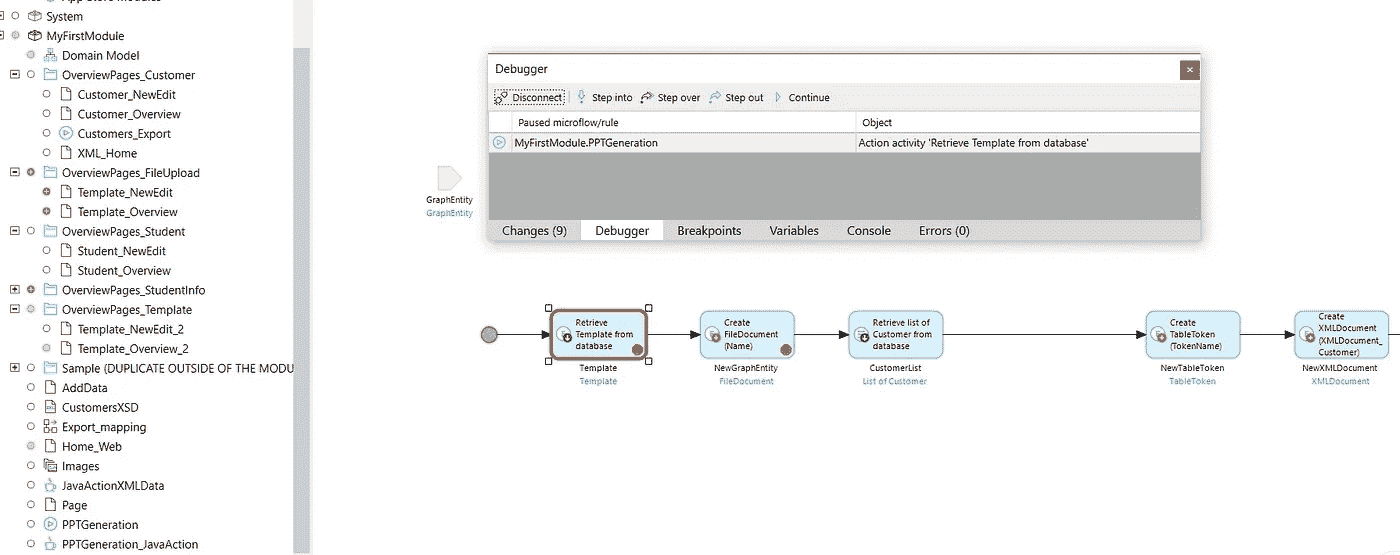 App Store Modules
System
MyFirstModule
Domain Model
OverviewPages_Customer
Customer_NewEdit
Customer_Overview
Customers_Export
XML_Home
OverviewPages_FileUpload
Template_NewEdit
Template_Overview
OverviewPages_Student
Student_NewEdit
Student_Overview
OverviewPages_StudentInfo
OverviewPages_Template
Template_NewEdit_2
Template_Overview_2
Sample (DUPLICATE OUTSIDE OF THE MODU
AddData
CustomersXSD
Export_mapping
Home_Web
Images
JavaActionXMLData
Page
PPTGeneration
PPTGeneration_JavaAction
Debugger
Disconnect Step into Step over Step out Continue
Paused microflow/rule Object
MyFirstModule.PPTGeneration Action activity 'Retrieve Template from database'
Changes (9) Debugger Breakpoints Variables Console Errors (0)
GraphEntity
GraphEntity
Retrieve
Template from
database
Template
Template
Create
FileDocument
(Name)
NewGraphEntity
FileDocument
Retrieve list of
Customer from
database
CustomerList
List of Customer
Create
TableToken
(TokenName)
NewTableToken
TableToken
Create
XMLDocument
(XMLDocument_
Customer)
NewXMLDocument
XMLDocument